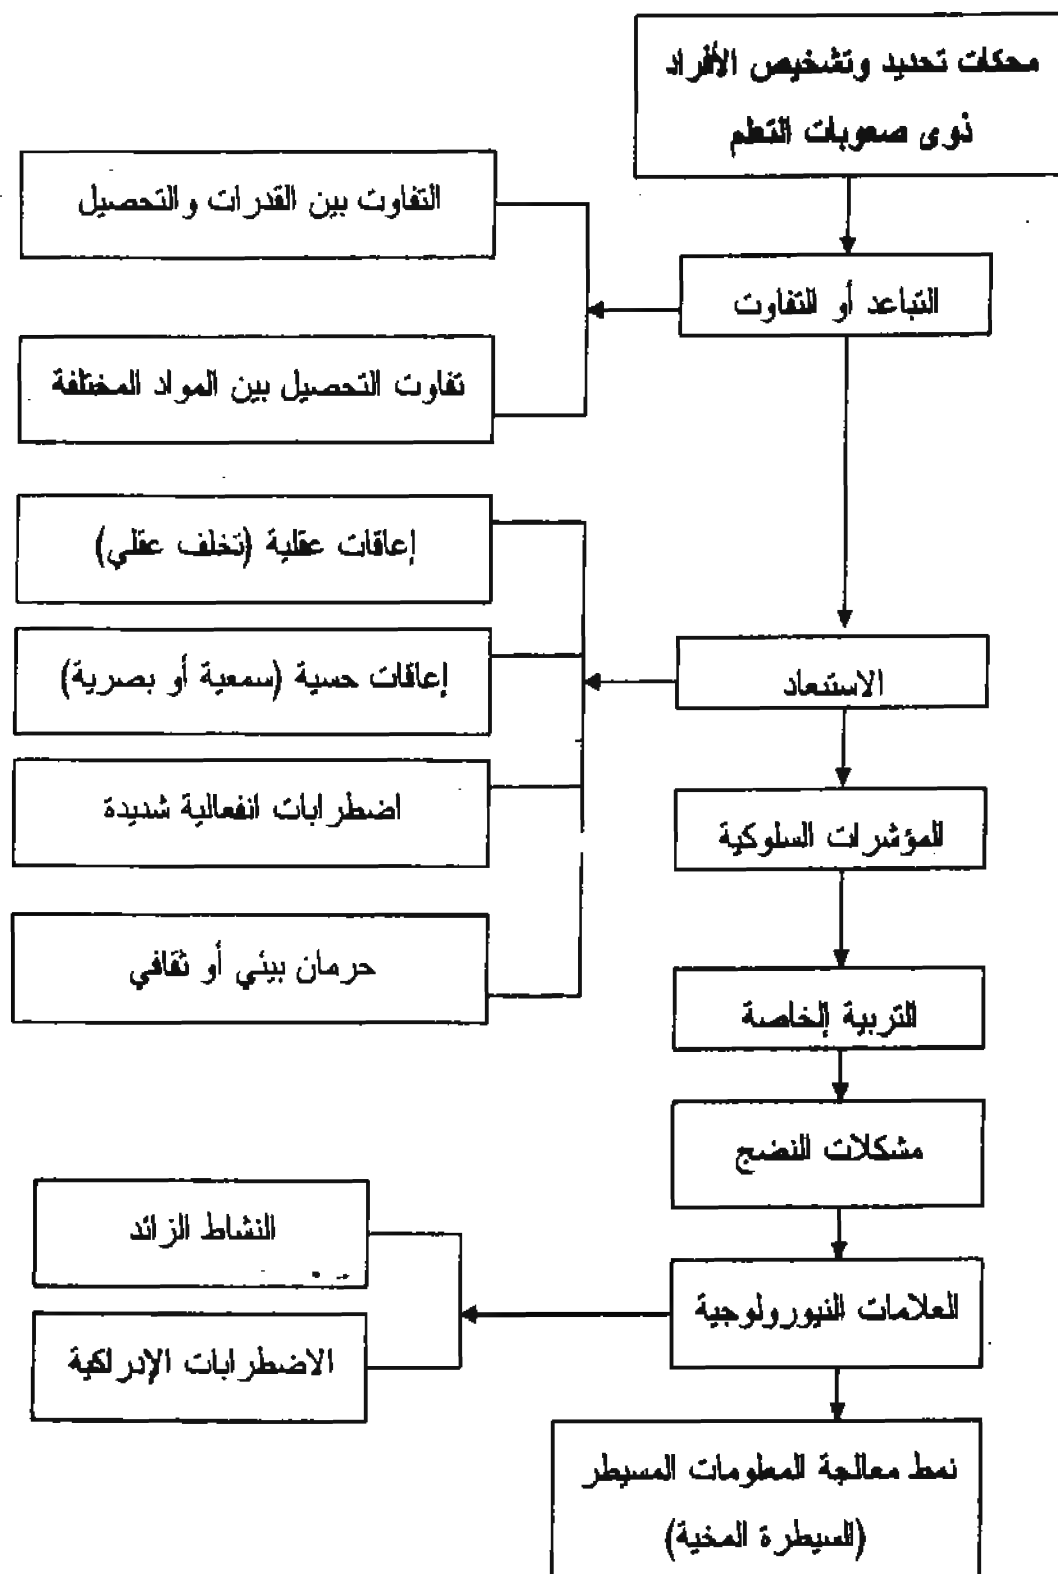 محكات تحديد وتشخيص الأفراد
ذوى صعوبات التعلم
التباعد أو التفاوت
التفاوت بين القدرات والتحصيل
تفاوت التحصيل بين المواد المختلفة
الاستبعاد
إعاقات عقلية (تخلف عقلي)
إعاقات حسية (سمعية أو بصرية)
اضطرابات انفعالية شديدة
حرمان بيئي أو ثقافي
المؤشرات السلوكية
التربية الخاصة
مشكلات النضج
العلامات النيورولوجية
النشاط الزائد
الاضطرابات الإدراكية
نمط معالجة المعلومات المسيطر
(السيطرة المخية)